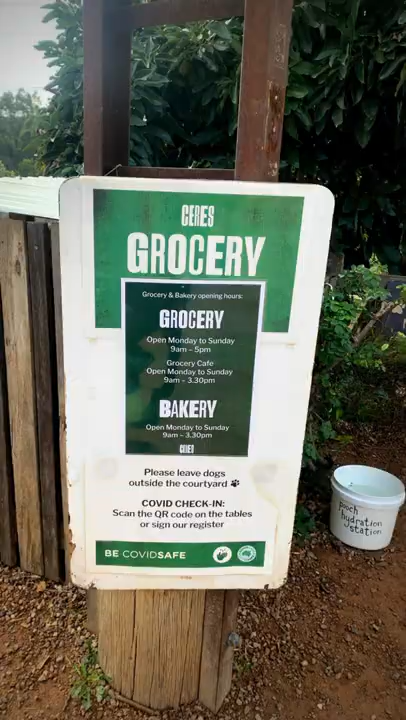 CERES
GROCERY
Grocery & Bakery opening hours:
GROCERY
Open Monday to Sunday
9am – 5pm
Grocery Cafe
Open Monday to Sunday
9am – 3.30pm
BAKERY
Open Monday to Sunday
9am – 3.30pm
CERES
Please leave dogs
outside the courtyard
COVID CHECK-IN:
Scan the QR code on the tables
or sign our register
BE COVIDSAFE
pooch
hydration
station